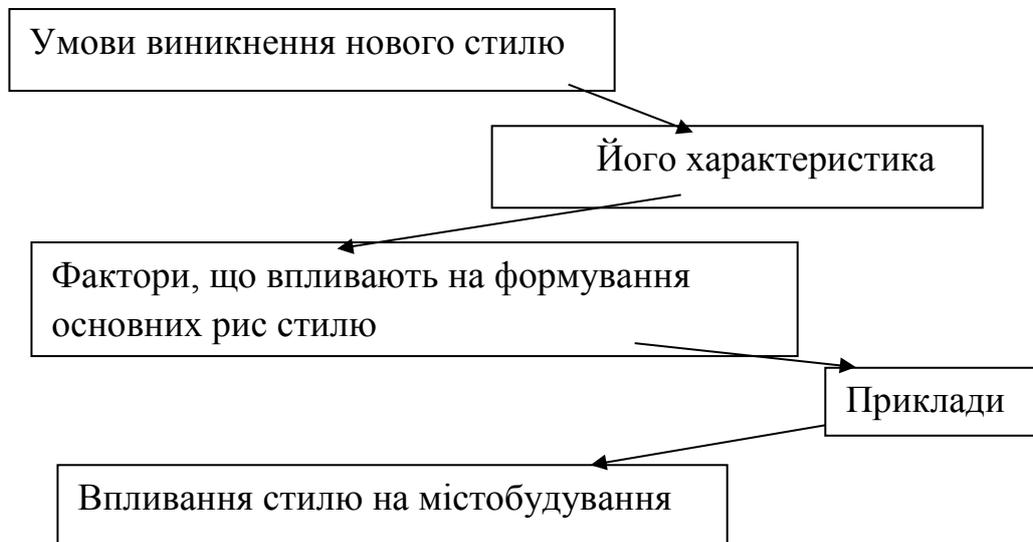 Умови виникнення нового стилю
Його характеристика
Фактори, що впливають на формування
основних рис стилю
Приклади
Впливання стилю на містобудування